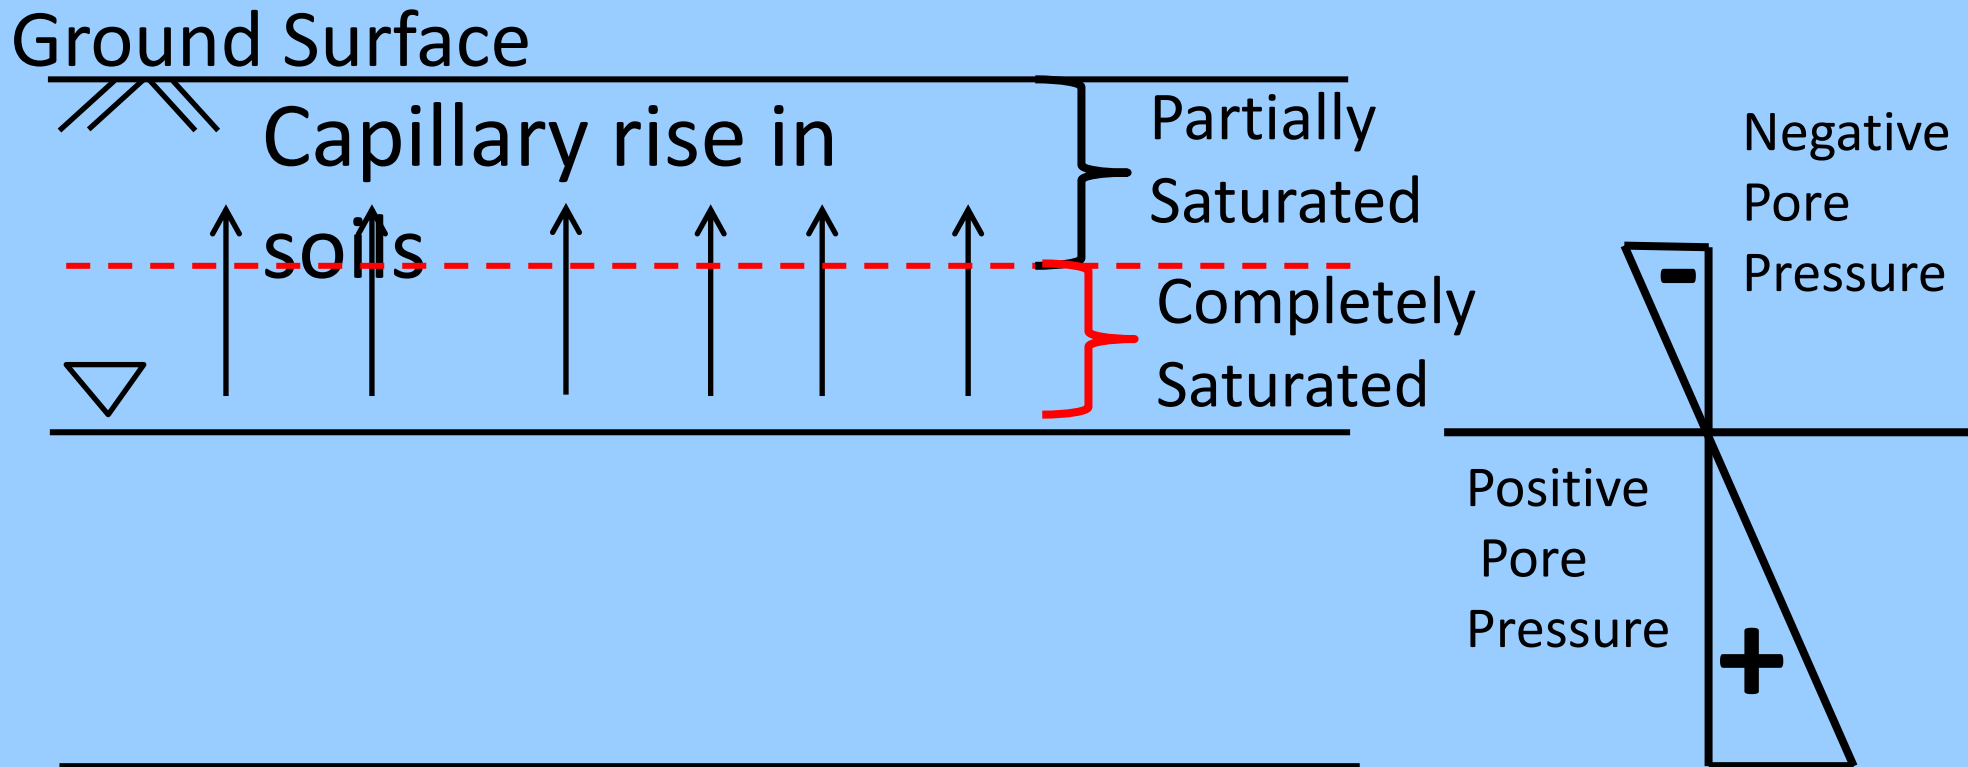 Ground Surface
Capillary rise in
soils
Partially
Saturated
Completely
Saturated
Negative
Pore
Pressure
-
Positive
Pore
Pressure
+